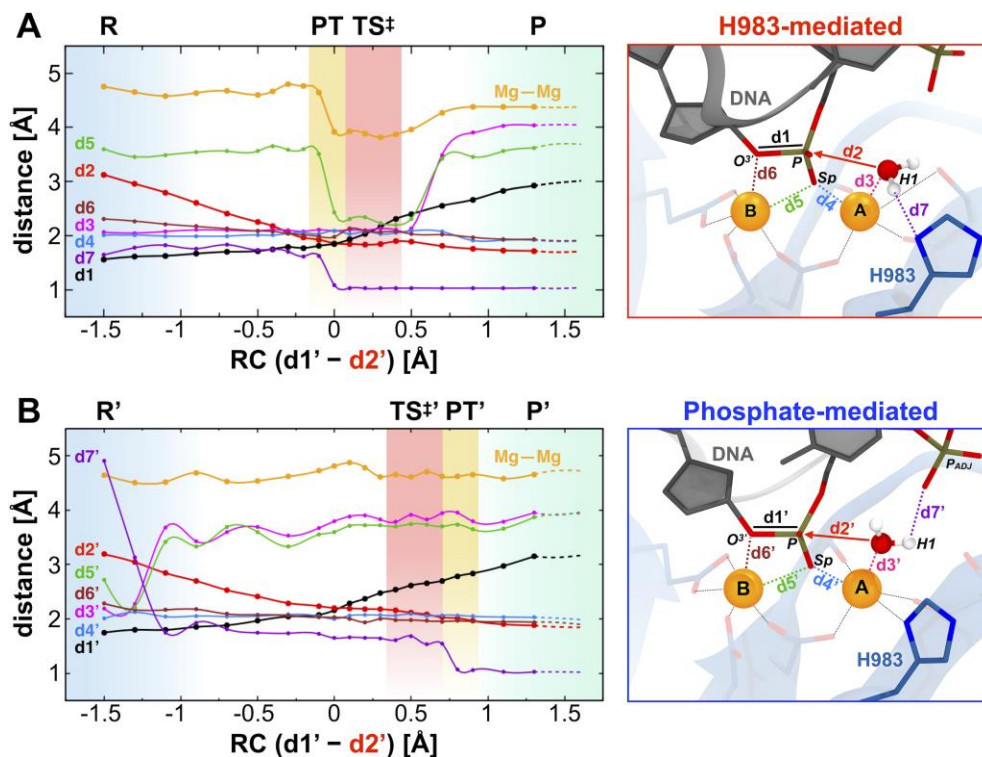 A
R
PT
TS‡
P
distance [Å]
5
4
3
2
1
Mg—Mg
d5
d2
d6
d3
d4
d7
d1
-1.5
-1
-0.5
0
0.5
1
1.5
RC (d1' − d2') [Å]
H983-mediated
DNA
d1
O3'
P
d2
H1
d6
Sp
d3
d5
d4
d7
B
A
H983
B
R'
TS‡'
PT'
P'
distance [Å]
5
4
3
2
1
d7'
Mg—Mg
d2'
d5'
d6'
d3'
d4'
d1'
-1.5
-1
-0.5
0
0.5
1
1.5
RC (d1' − d2') [Å]
Phosphate-mediated
DNA
PADJ
d1'
d7'
O3'
P
d2'
H1
d6'
Sp
d3'
d5'
d4'
B
A
H983